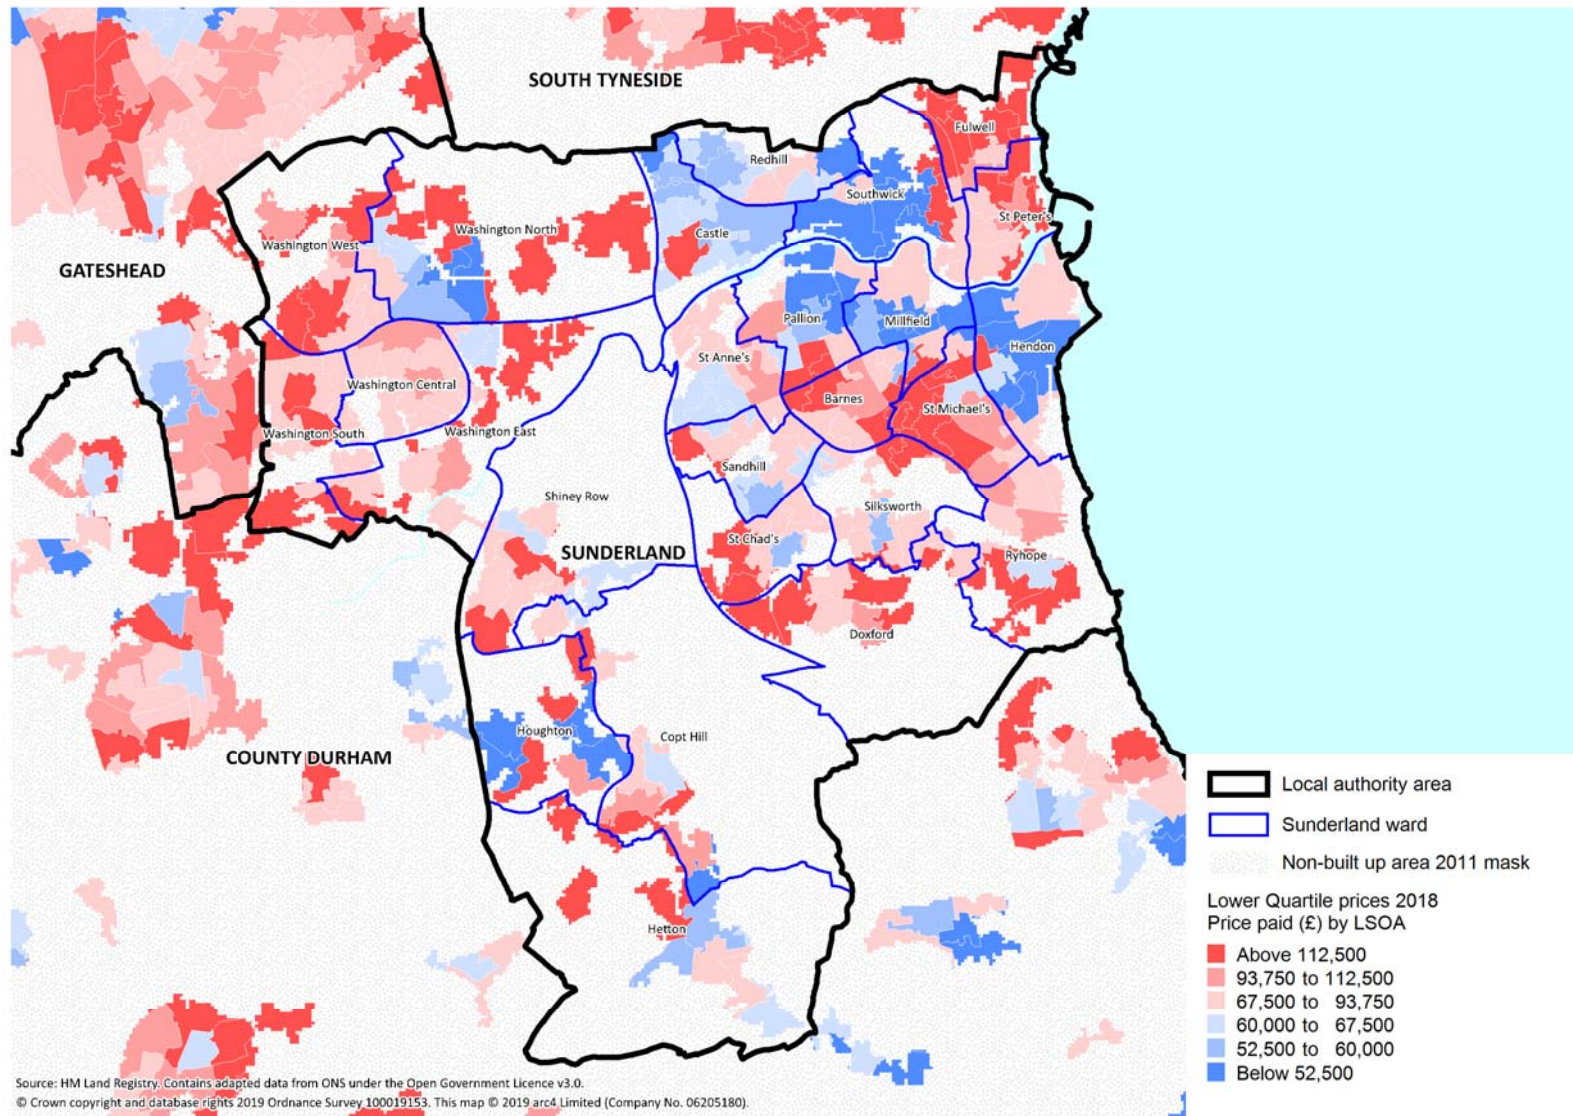 SOUTH TYNESIDE
Fulwell
Redhill
Southwick
St Peter's
Washington North
Castle
Washington West
GATESHEAD
Pallion
Millfield
Hendon
St Anne's
Washington Central
Barnes
St Michael's
Washington South
Washington East
Sandhill
Shiney Row
Silksworth
St Chad's
SUNDERLAND
Ryhope
Doxford
Houghton
Copt Hill
COUNTY DURHAM
Hetton
Local authority area
Sunderland ward
Non-built up area 2011 mask
Lower Quartile prices 2018
Price paid (£) by LSOA
Above 112,500
93,750 to 112,500
67,500 to 93,750
60,000 to 67,500
52,500 to 60,000
Below 52,500
Source: HM Land Registry. Contains adapted data from ONS under the Open Government Licence v3.0.
© Crown copyright and database rights 2019 Ordnance Survey 100019153. This map © 2019 arc4 Limited (Company No. 06205180).